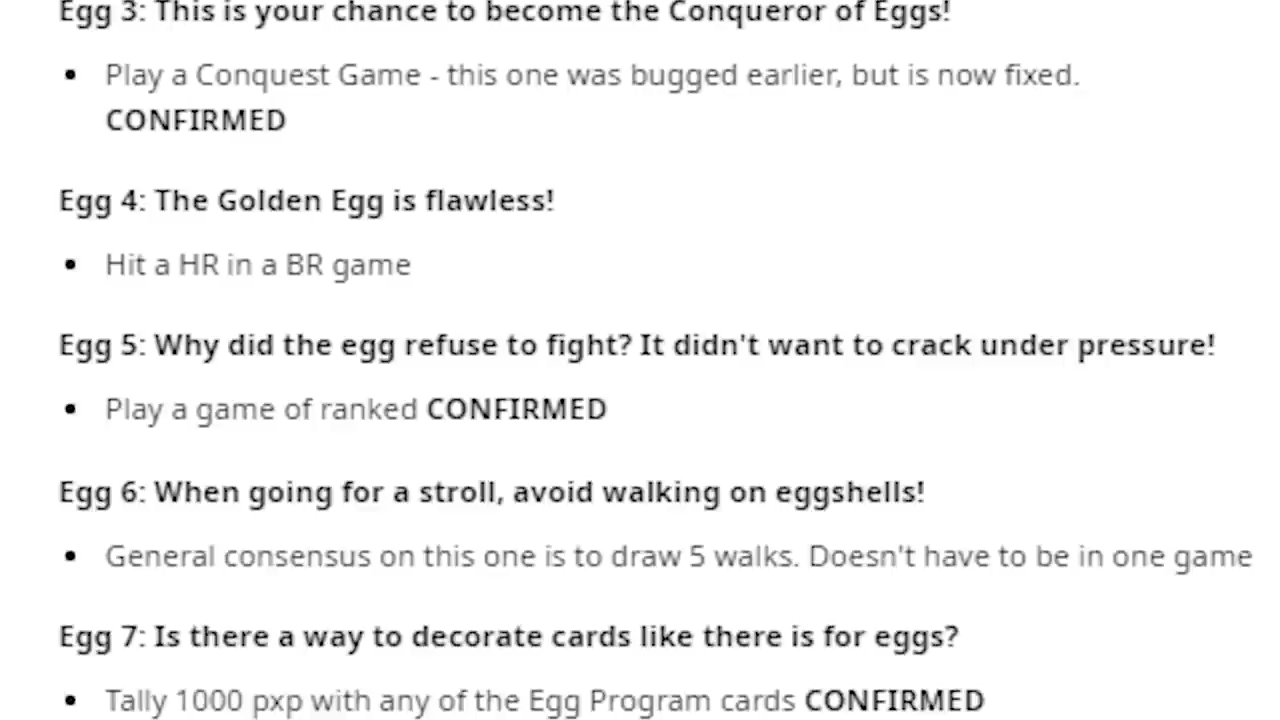 Egg 3: This is your chance to become the Conqueror of Eggs!
• Play a Conquest Game - this one was bugged earlier, but is now fixed.
CONFIRMED
Egg 4: The Golden Egg is flawless!
• Hit a HR in a BR game
Egg 5: Why did the egg refuse to fight? It didn't want to crack under pressure!
• Play a game of ranked CONFIRMED
Egg 6: When going for a stroll, avoid walking on eggshells!
• General consensus on this one is to draw 5 walks. Doesn't have to be in one game
Egg 7: Is there a way to decorate cards like there is for eggs?
• Tally 1000 pxp with any of the Egg Program cards CONFIRMED